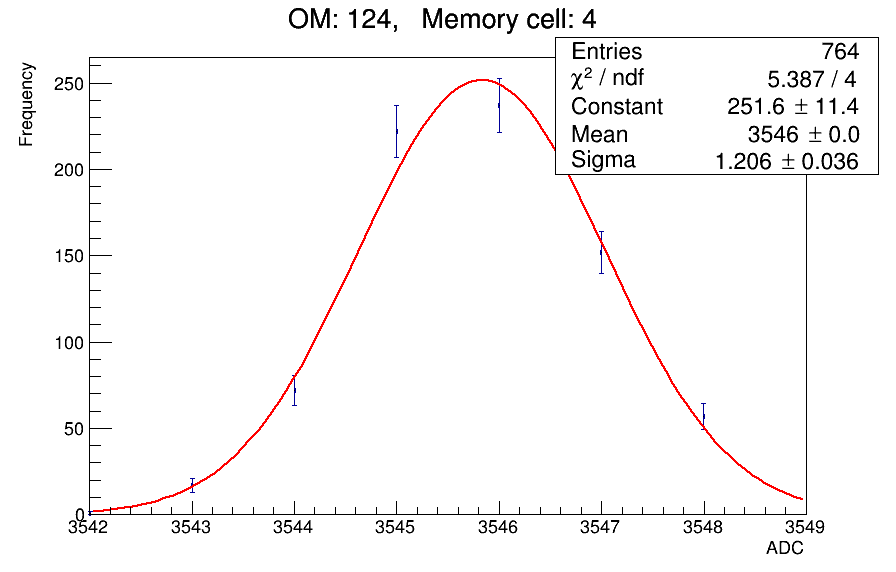 OM: 124,   Memory cell: 4
Entries 764
χ² / ndf 5.387 / 4
Constant 251.6 ± 11.4
Mean 3546 ± 0.0
Sigma 1.206 ± 0.036
Frequency
250
200
150
100
50
0
3542 3543 3544 3545 3546 3547 3548 3549
ADC